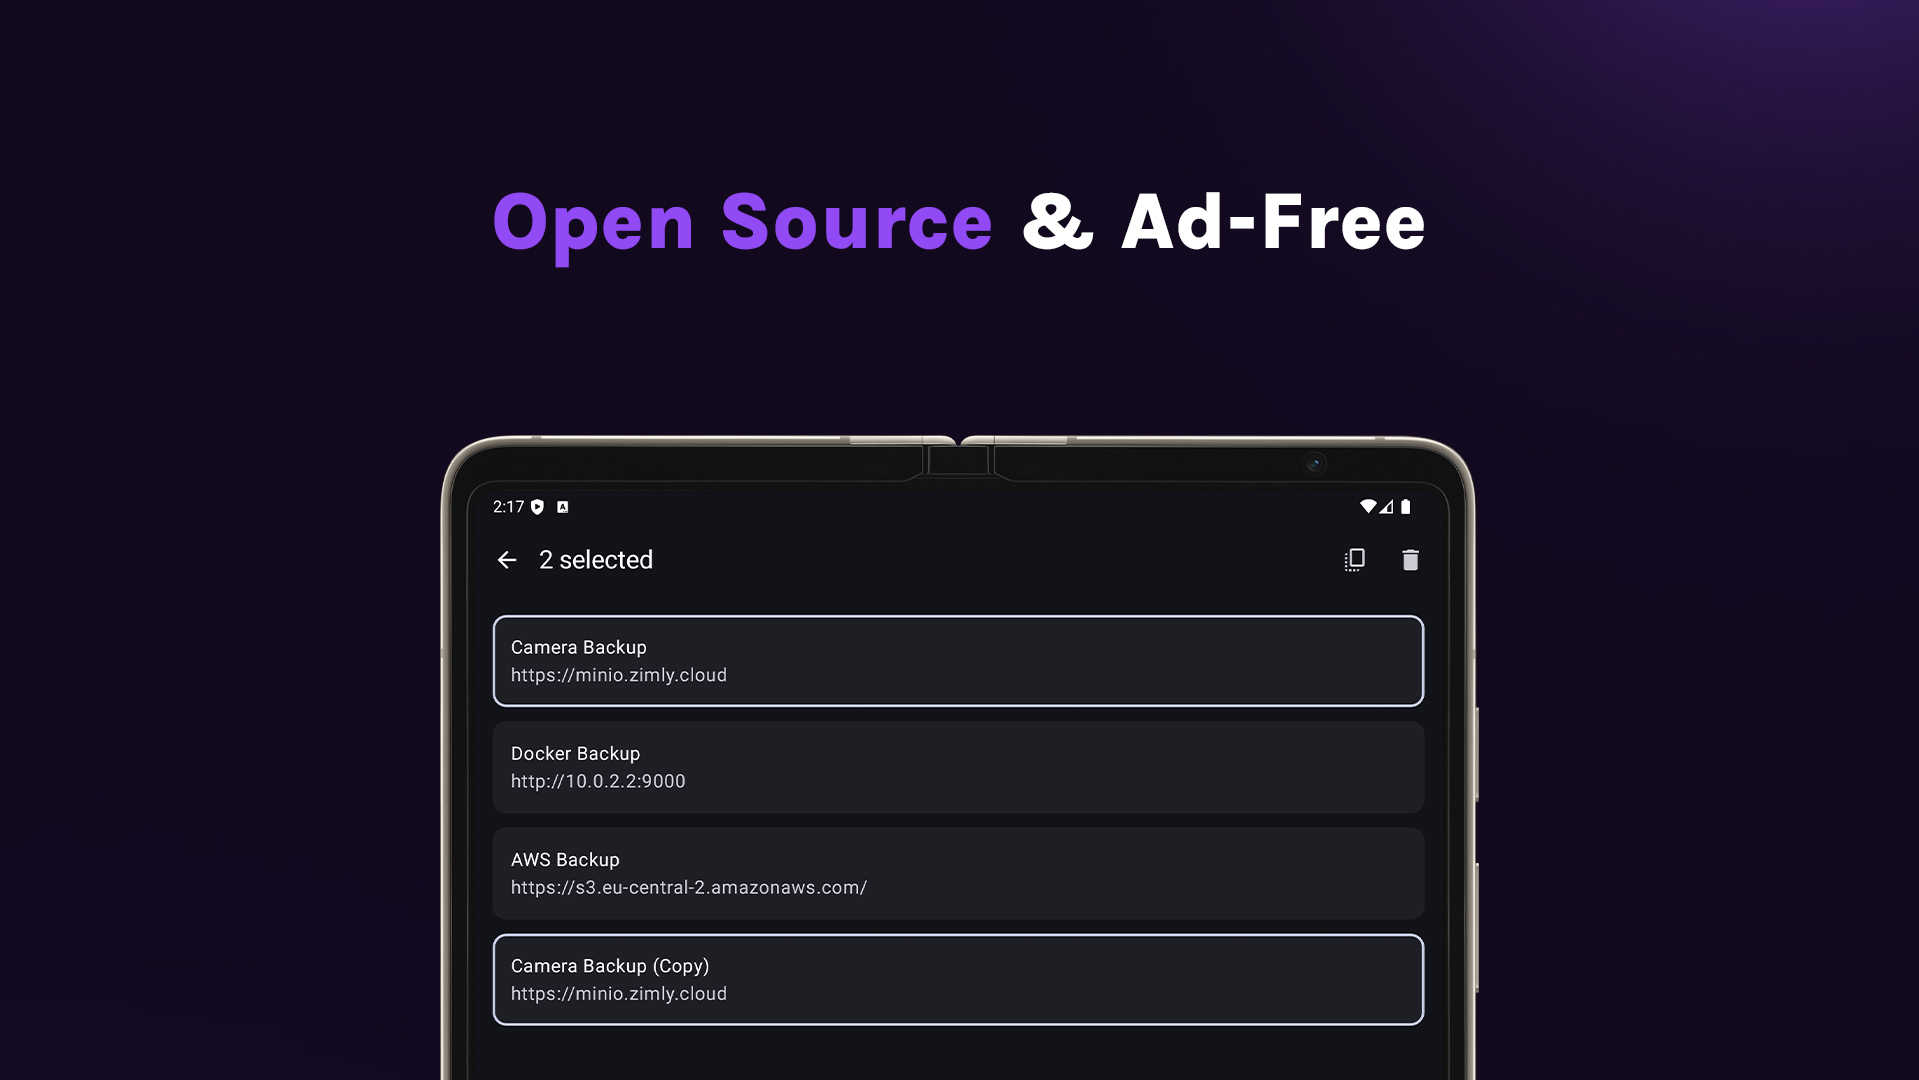 Open Source & Ad-Free
2:17
2 selected
Camera Backup
https://minio.zimly.cloud
Docker Backup
http://10.0.2.2:9000
AWS Backup
https://s3.eu-central-2.amazonaws.com/
Camera Backup (Copy)
https://minio.zimly.cloud